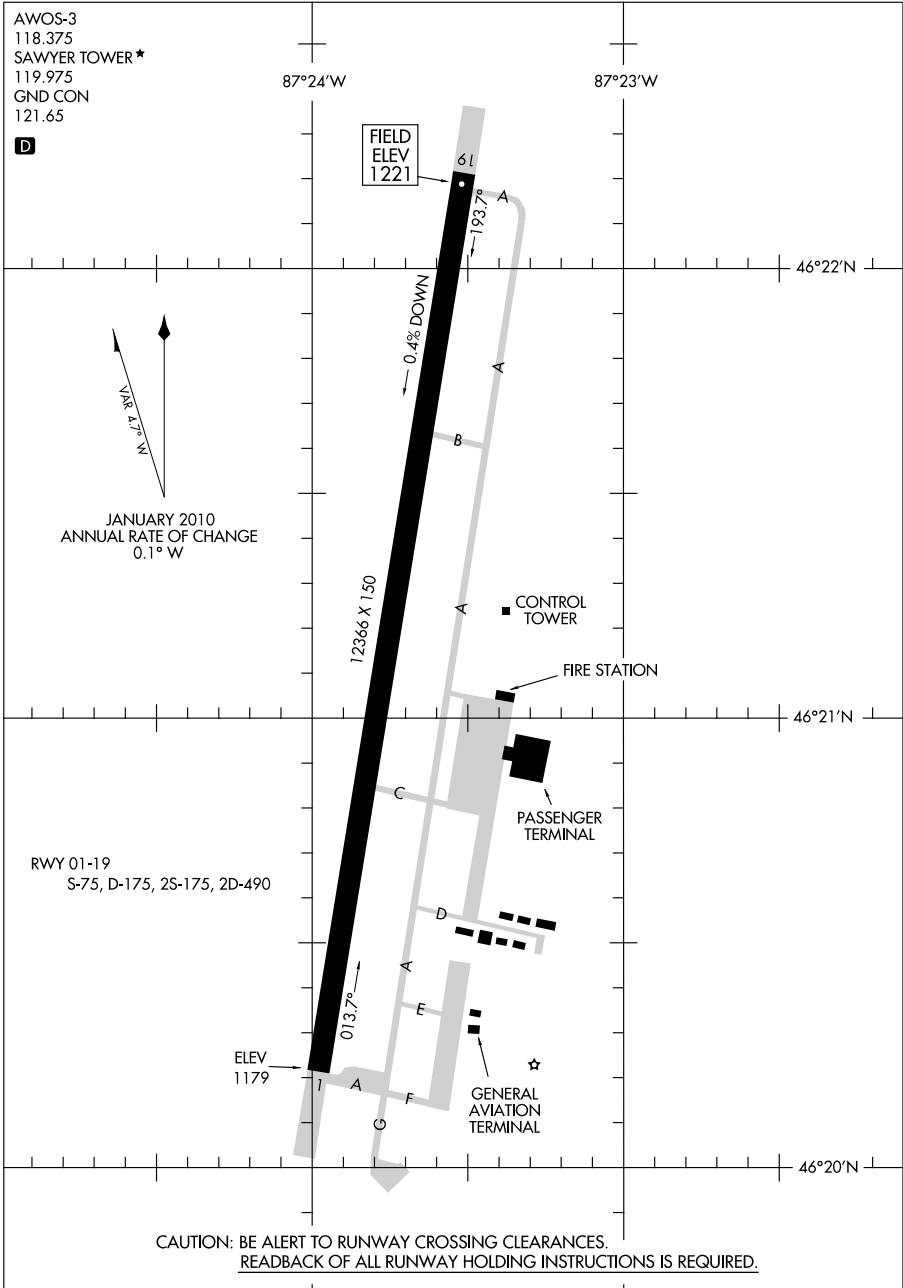 AWOS-3
118.375
SAWYER TOWER ★
119.975
GND CON
121.65
D
87°24'W
87°23'W
FIELD
ELEV
1221
19
A
193.7°
46°22'N
0.4% DOWN
A
VAR 4.7° W
B
JANUARY 2010
ANNUAL RATE OF CHANGE
0.1° W
12366 X 150
A
CONTROL
TOWER
FIRE STATION
46°21'N
C
PASSENGER
TERMINAL
RWY 01-19
S-75, D-175, 2S-175, 2D-490
D
A
013.7°
E
ELEV
1179
1
A
F
GENERAL
AVIATION
TERMINAL
G
46°20'N
CAUTION: BE ALERT TO RUNWAY CROSSING CLEARANCES.
READBACK OF ALL RUNWAY HOLDING INSTRUCTIONS IS REQUIRED.